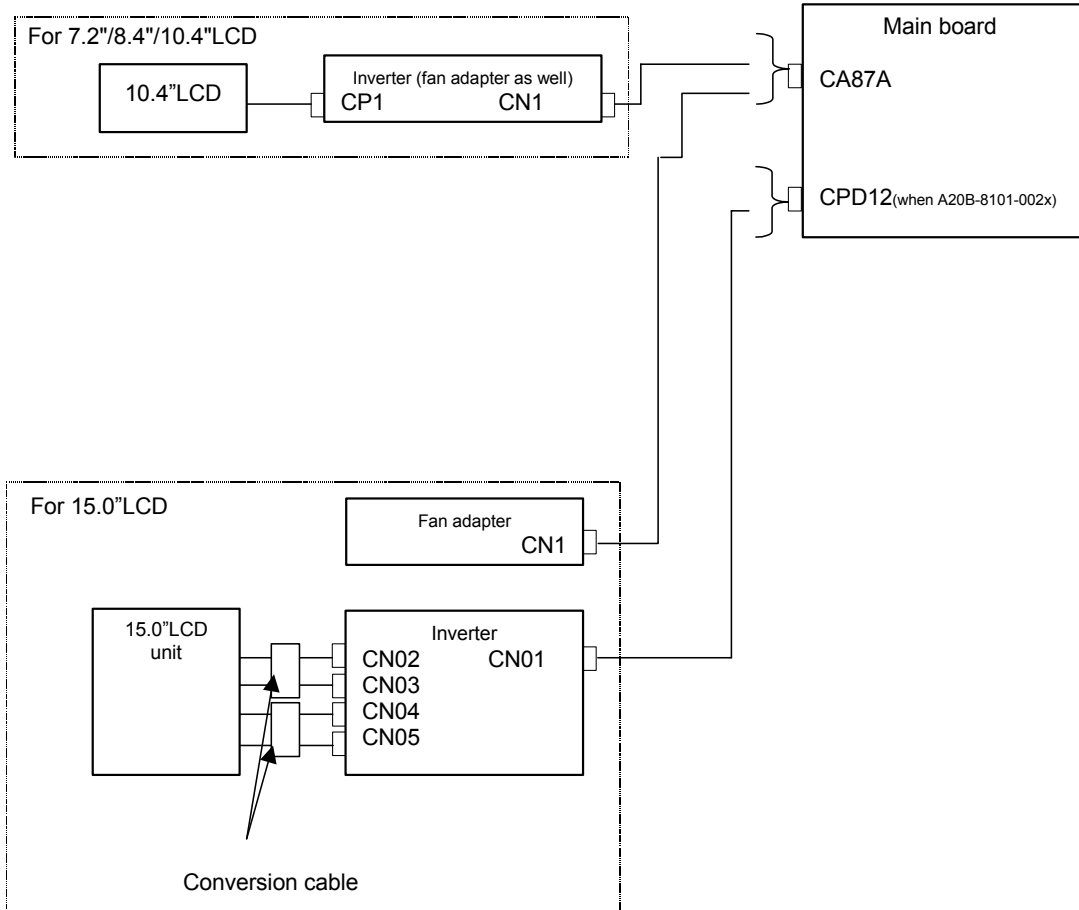 For 7.2"/8.4"/10.4"LCD
10.4”LCD
Inverter (fan adapter as well)
CP1 CN1
Main board
CA87A
CPD12(when A20B-8101-002x)
For 15.0”LCD
Fan adapter
CN1
15.0”LCD
unit
Inverter
CN02 CN01
CN03
CN04
CN05
Conversion cable